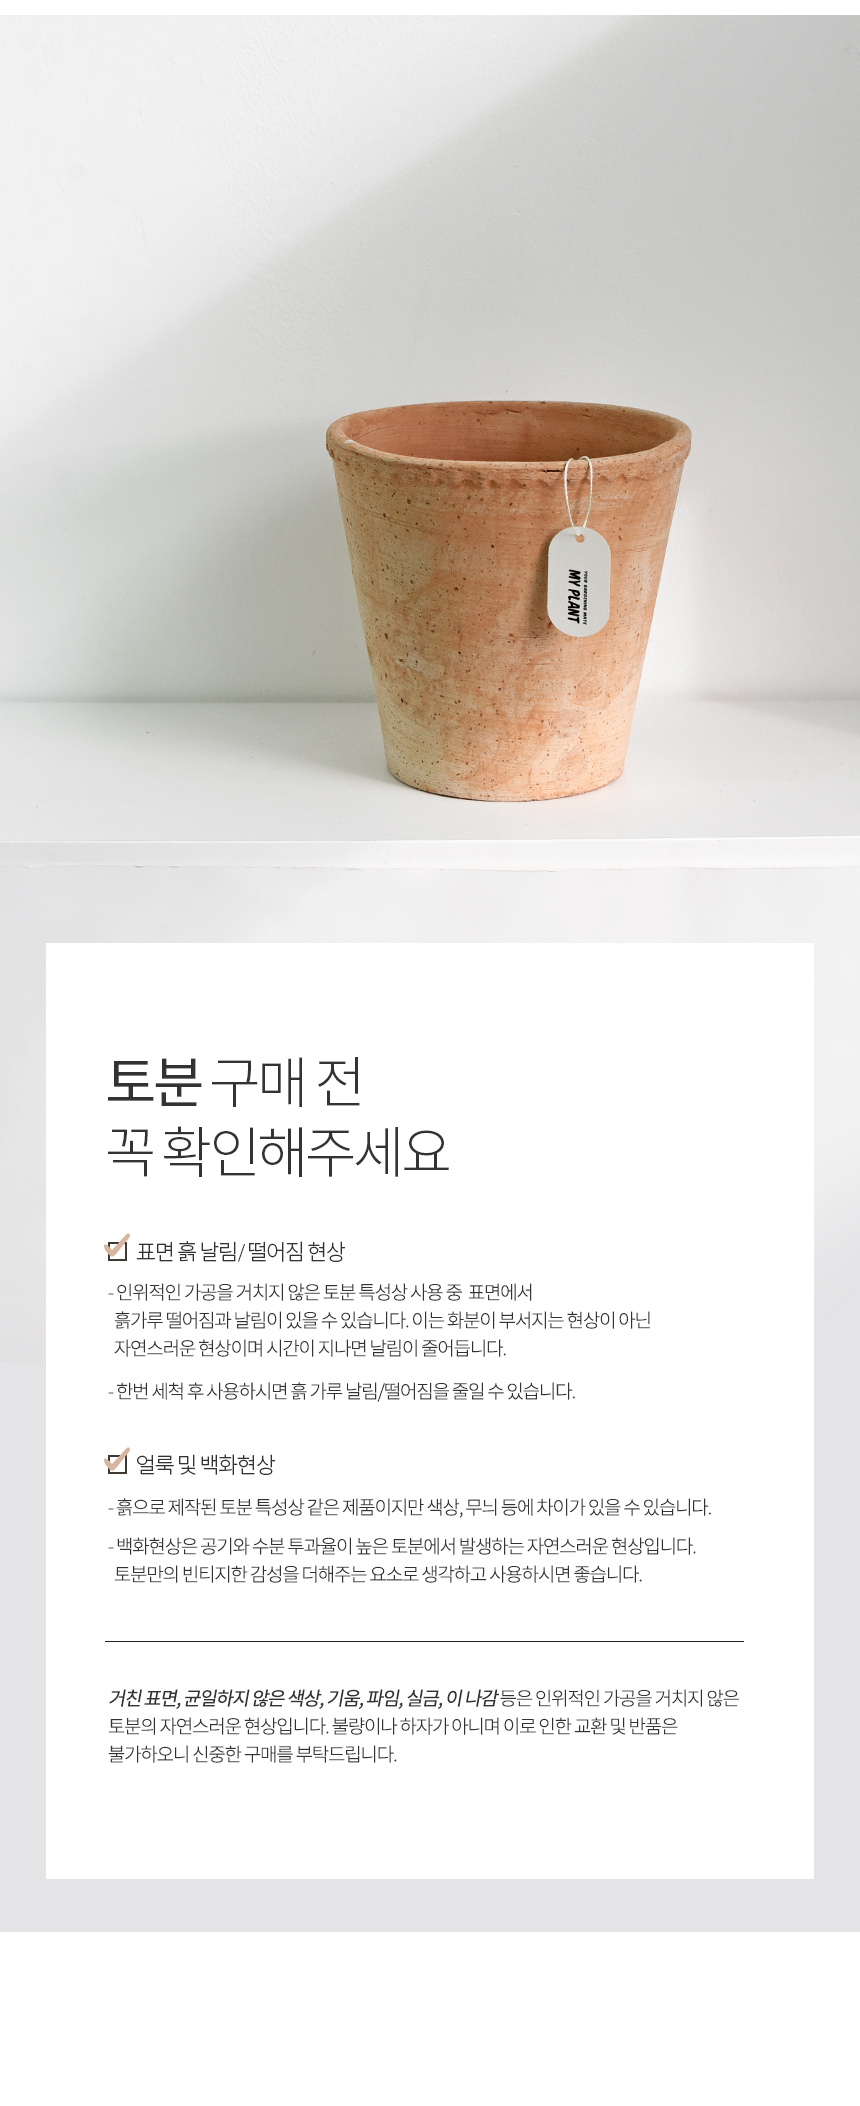 YOUR GARDENING MATE
MY PLANT
토분 구매 전
꼭 확인해주세요
표면 흙 날림/ 떨어짐 현상
- 인위적인 가공을 거치지 않은 토분 특성상 사용 중 표면에서
흙가루 떨어짐과 날림이 있을 수 있습니다. 이는 화분이 부서지는 현상이 아닌
자연스러운 현상이며 시간이 지나면 날림이 줄어듭니다.
- 한번 세척 후 사용하시면 흙 가루 날림/떨어짐을 줄일 수 있습니다.
얼룩 및 백화현상
- 흙으로 제작된 토분 특성상 같은 제품이지만 색상, 무늬 등에 차이가 있을 수 있습니다.
- 백화현상은 공기와 수분 투과율이 높은 토분에서 발생하는 자연스러운 현상입니다.
토분만의 빈티지한 감성을 더해주는 요소로 생각하고 사용하시면 좋습니다.
거친 표면, 균일하지 않은 색상, 기움, 파임, 실금, 이 나감 등은 인위적인 가공을 거치지 않은
토분의 자연스러운 현상입니다. 불량이나 하자가 아니며 이로 인한 교환 및 반품은
불가하오니 신중한 구매를 부탁드립니다.